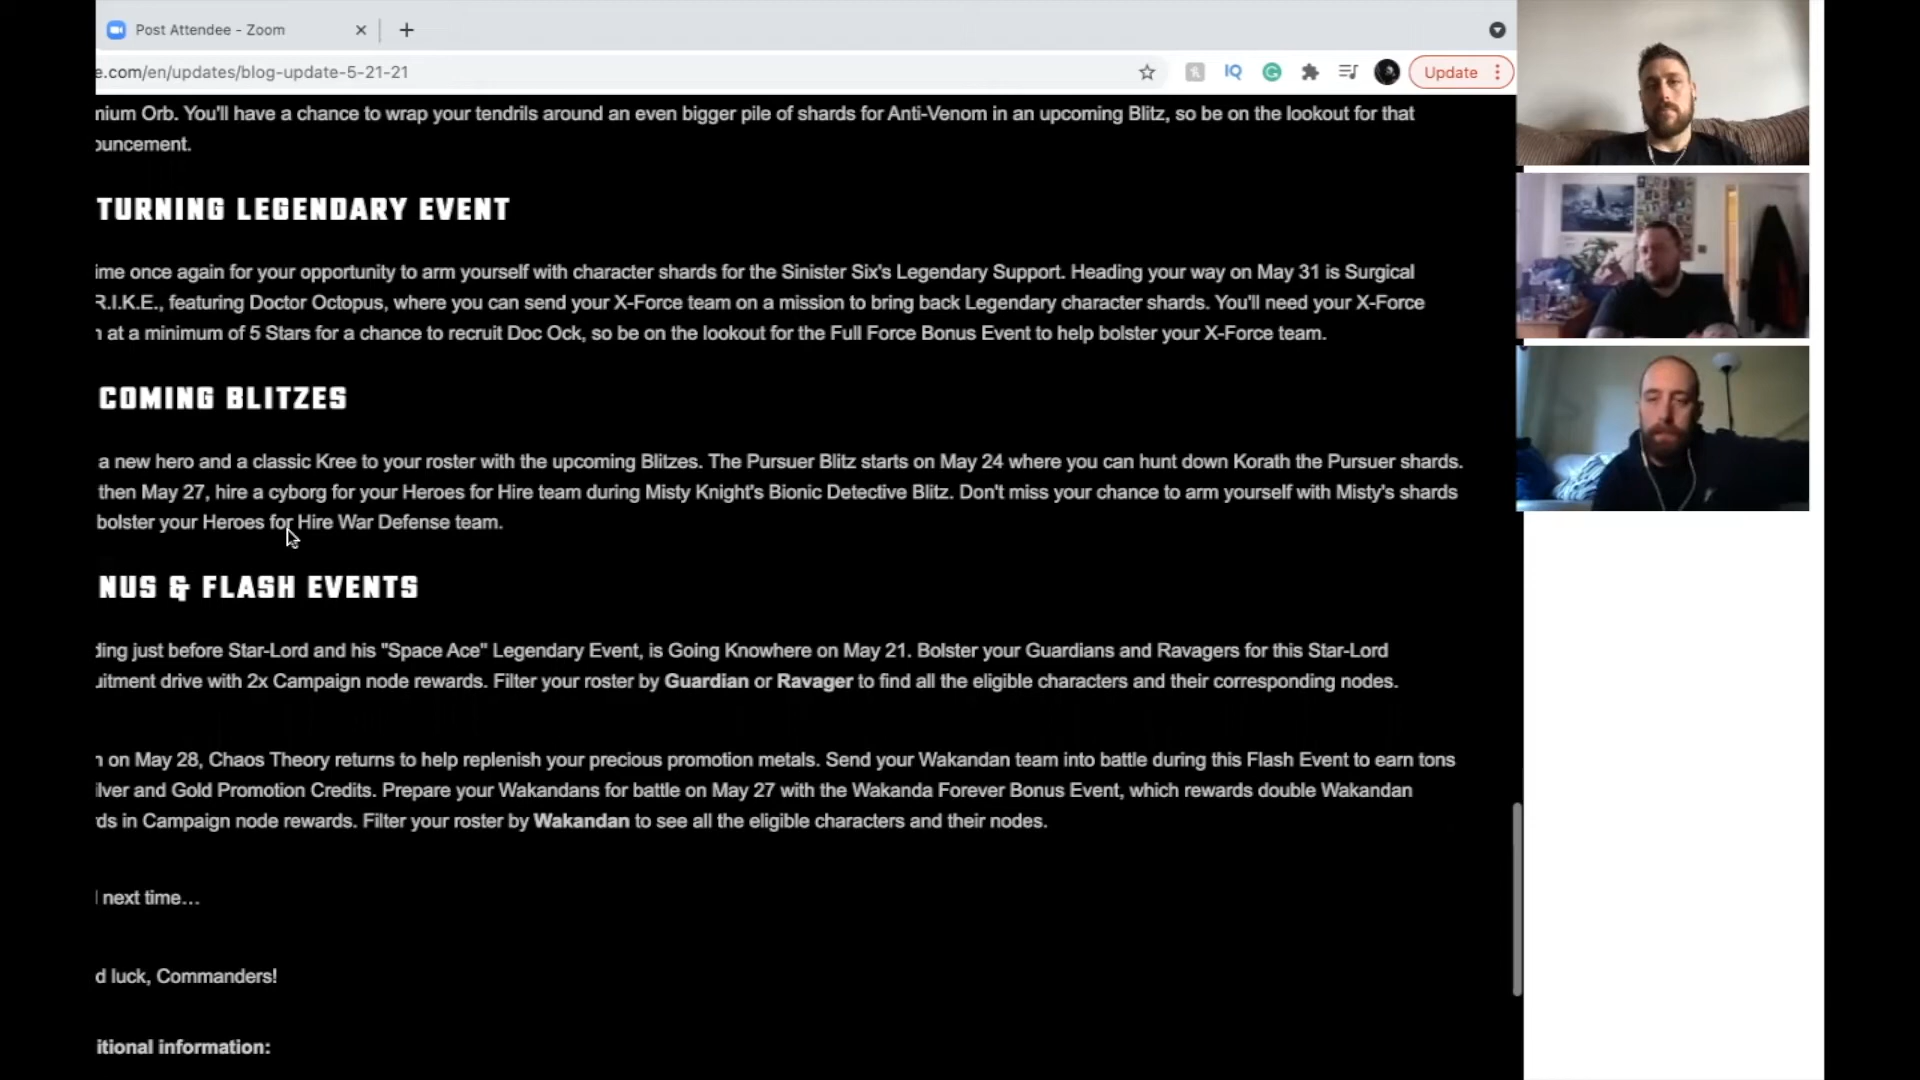 Post Attendee - Zoom
e.com/en/updates/blog-update-5-21-21
Update
nium Orb. You'll have a chance to wrap your tendrils around an even bigger pile of shards for Anti-Venom in an upcoming Blitz, so be on the lookout for that
ouncement.
TURNING LEGENDARY EVENT
ime once again for your opportunity to arm yourself with character shards for the Sinister Six's Legendary Support. Heading your way on May 31 is Surgical
R.I.K.E., featuring Doctor Octopus, where you can send your X-Force team on a mission to bring back Legendary character shards. You'll need your X-Force
at a minimum of 5 Stars for a chance to recruit Doc Ock, so be on the lookout for the Full Force Bonus Event to help bolster your X-Force team.
COMING BLITZES
a new hero and a classic Kree to your roster with the upcoming Blitzes. The Pursuer Blitz starts on May 24 where you can hunt down Korath the Pursuer shards.
then May 27, hire a cyborg for your Heroes for Hire team during Misty Knight's Bionic Detective Blitz. Don't miss your chance to arm yourself with Misty's shards
bolster your Heroes for Hire War Defense team.
NUS & FLASH EVENTS
ding just before Star-Lord and his "Space Ace" Legendary Event, is Going Knowhere on May 21. Bolster your Guardians and Ravagers for this Star-Lord
uitment drive with 2x Campaign node rewards. Filter your roster by Guardian or Ravager to find all the eligible characters and their corresponding nodes.
n on May 28, Chaos Theory returns to help replenish your precious promotion metals. Send your Wakandan team into battle during this Flash Event to earn tons
ilver and Gold Promotion Credits. Prepare your Wakandans for battle on May 27 with the Wakanda Forever Bonus Event, which rewards double Wakandan
rds in Campaign node rewards. Filter your roster by Wakandan to see all the eligible characters and their nodes.
l next time…
d luck, Commanders!
itional information: